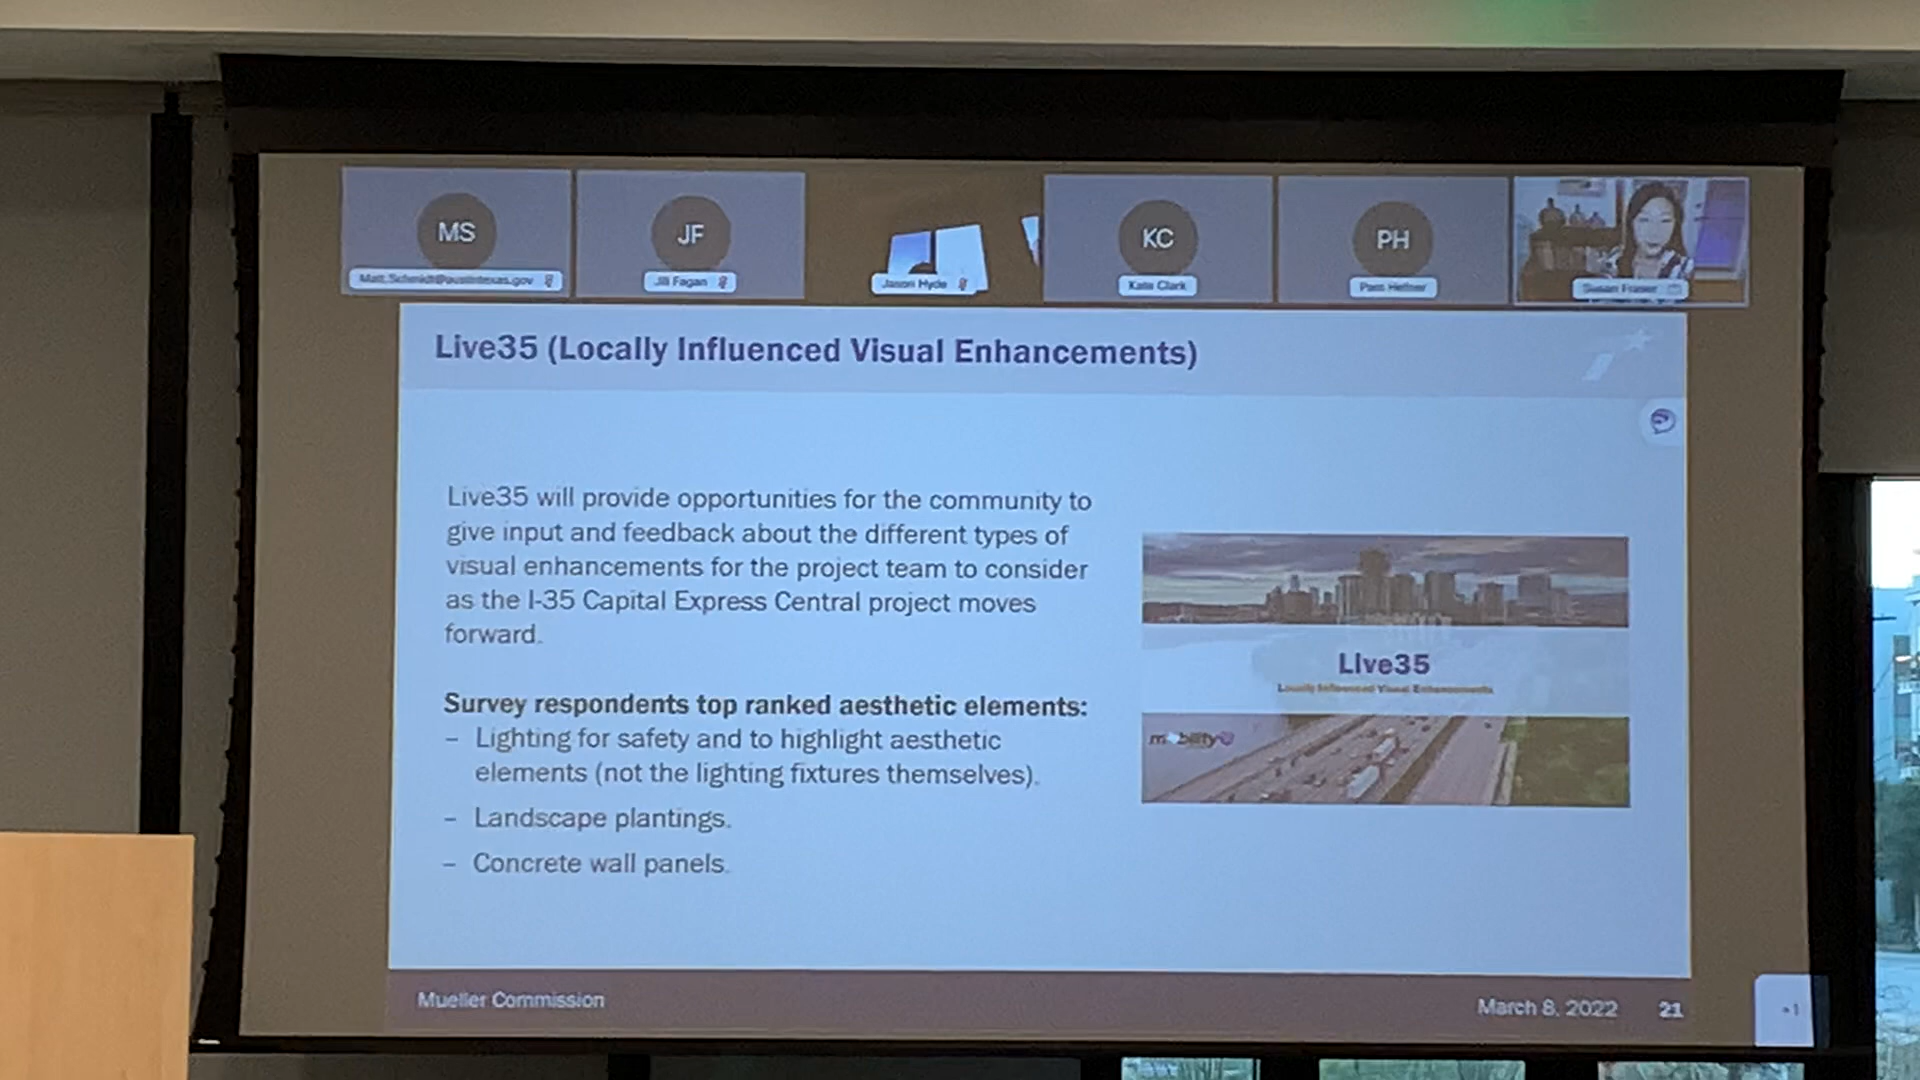 MS
JF
KC
PH
Matt.Schmidt@austintexas.gov
Jill Fagan
Jason Hyde
Kate Clark
Pam Hefner
Susan Fraser
Live35 (Locally Influenced Visual Enhancements)
Live35 will provide opportunities for the community to
give input and feedback about the different types of
visual enhancements for the project team to consider
as the I-35 Capital Express Central project moves
forward.
Survey respondents top ranked aesthetic elements:
– Lighting for safety and to highlight aesthetic
elements (not the lighting fixtures themselves).
– Landscape plantings.
– Concrete wall panels.
Live35
Locally Influenced Visual Enhancements
mobility
Mueller Commission
March 8, 2022
21